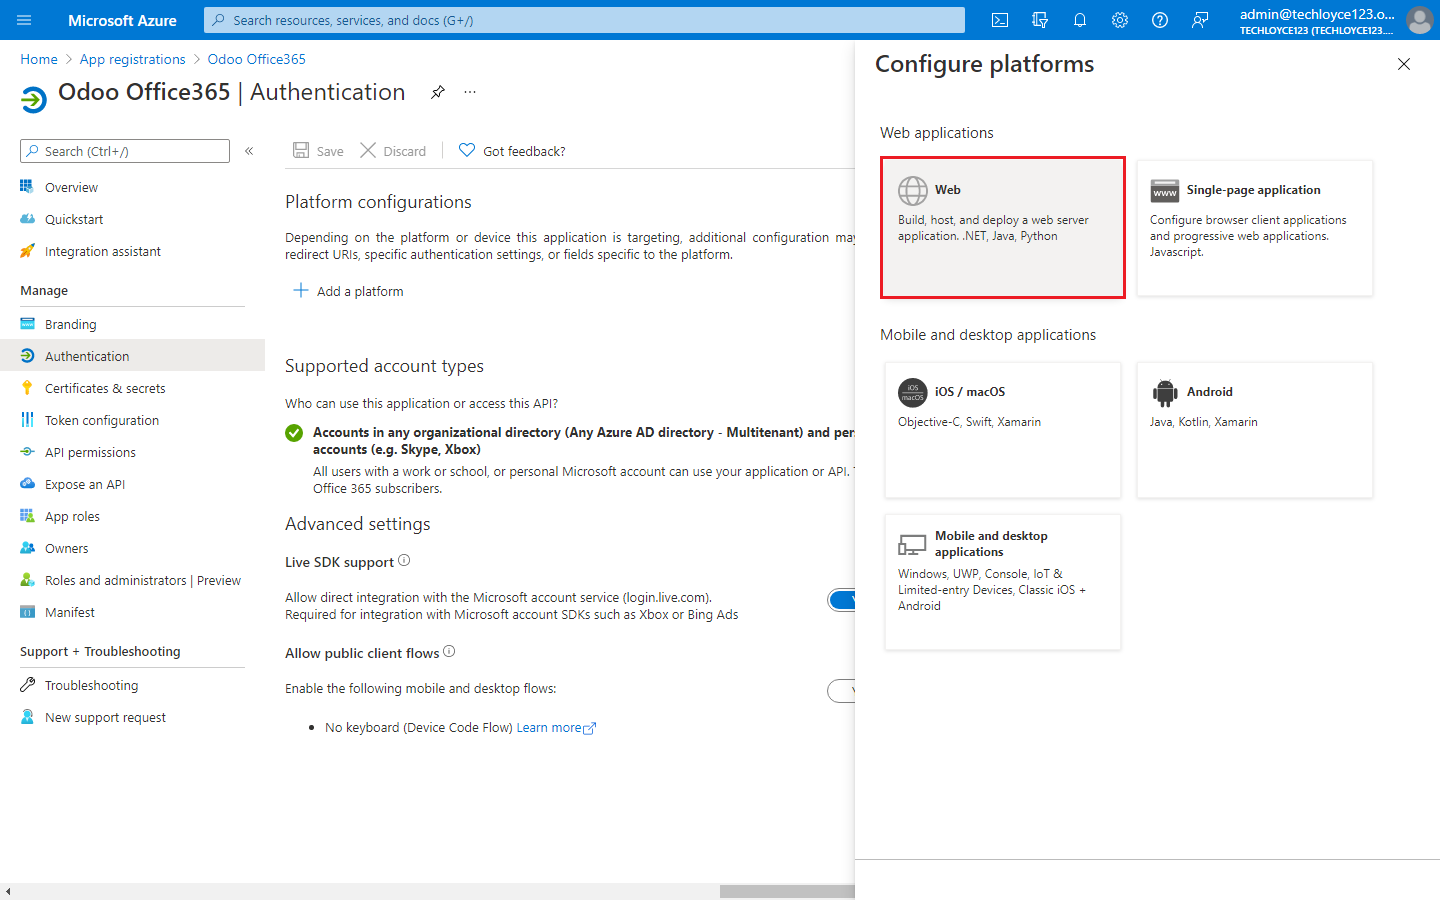 Microsoft Azure
Search resources, services, and docs (G+/)
admin@techloyce123.o...
TECHLOYCE123 (TECHLOYCE123....
Home > App registrations > Odoo Office365
Odoo Office365 | Authentication
...
Search (Ctrl+/)
«
Overview
Quickstart
Integration assistant
Manage
Branding
Authentication
Certificates & secrets
Token configuration
API permissions
Expose an API
App roles
Owners
Roles and administrators | Preview
Manifest
Support + Troubleshooting
Troubleshooting
New support request
Save
Discard
Got feedback?
Platform configurations
Depending on the platform or device this application is targeting, additional configuration may
redirect URIs, specific authentication settings, or fields specific to the platform.
Add a platform
Supported account types
Who can use this application or access this API?
Accounts in any organizational directory (Any Azure AD directory - Multitenant) and per
accounts (e.g. Skype, Xbox)
All users with a work or school, or personal Microsoft account can use your application or API.
Office 365 subscribers.
Advanced settings
Live SDK support
Allow direct integration with the Microsoft account service (login.live.com).
Required for integration with Microsoft account SDKs such as Xbox or Bing Ads
Allow public client flows
Enable the following mobile and desktop flows:
• No keyboard (Device Code Flow) Learn more
Configure platforms
Web applications
Web
Build, host, and deploy a web server
application. .NET, Java, Python
www
Single-page application
Configure browser client applications
and progressive web applications.
Javascript.
Mobile and desktop applications
iOS
macOS
iOS / macOS
Objective-C, Swift, Xamarin
Android
Java, Kotlin, Xamarin
Mobile and desktop
applications
Windows, UWP, Console, IoT &
Limited-entry Devices, Classic iOS +
Android